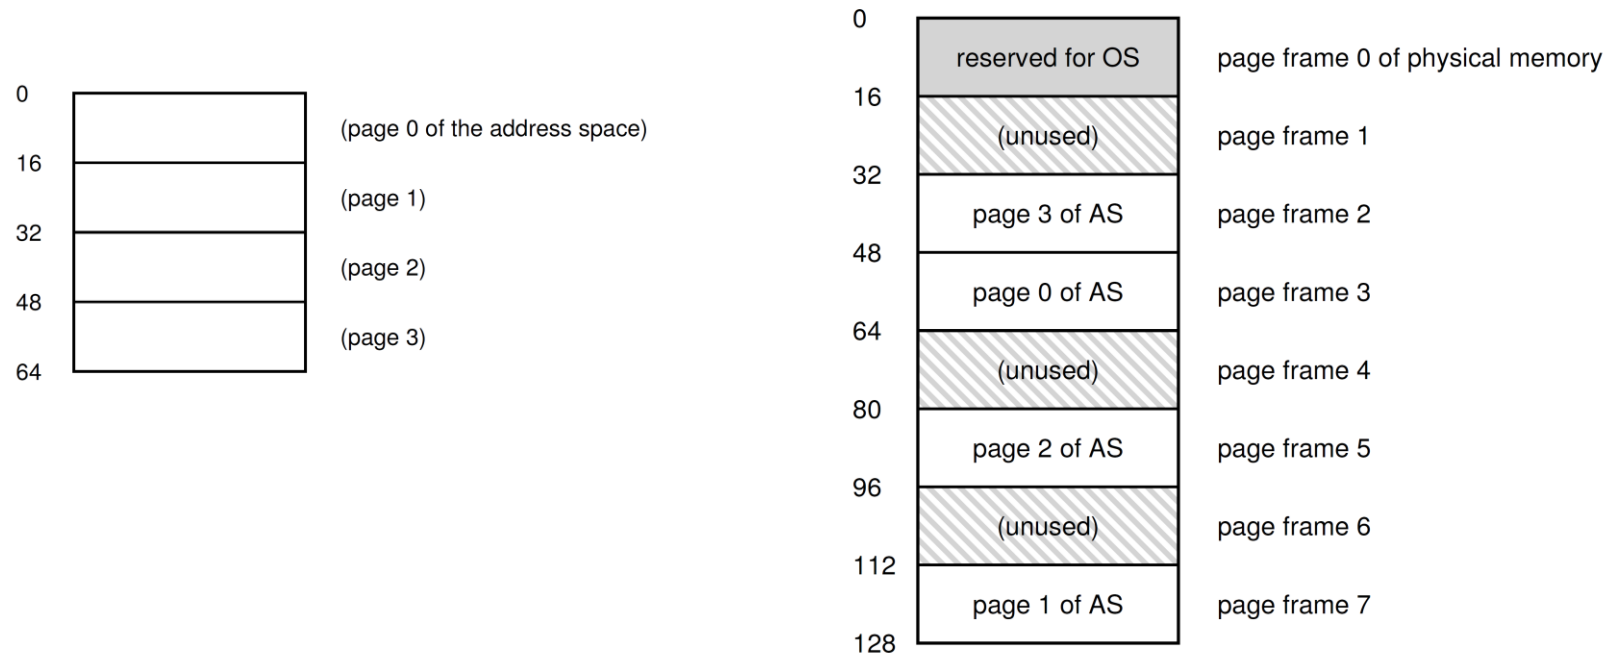 0
(page 0 of the address space)
16
(page 1)
32
(page 2)
48
(page 3)
64
0
reserved for OS page frame 0 of physical memory
16
(unused) page frame 1
32
page 3 of AS page frame 2
48
page 0 of AS page frame 3
64
(unused) page frame 4
80
page 2 of AS page frame 5
96
(unused) page frame 6
112
page 1 of AS page frame 7
128